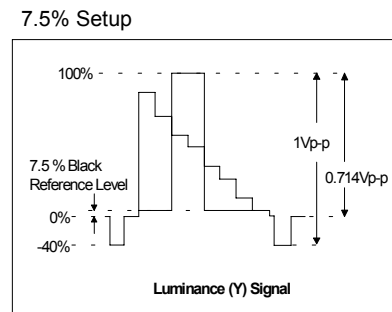 7.5% Setup
100%
1Vp-p
0.714Vp-p
7.5 % Black
Reference Level
0%
-40%
Luminance (Y) Signal